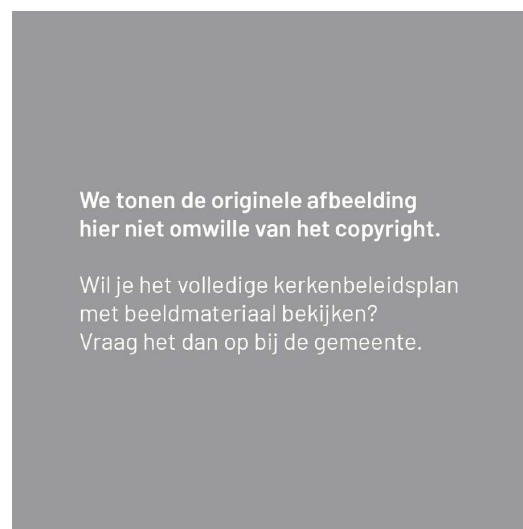 We tonen de originele afbeelding
hier niet omwille van het copyright.
Wil je het volledige kerkenbeleidsplan
met beeldmateriaal bekijken?
Vraag het dan op bij de gemeente.